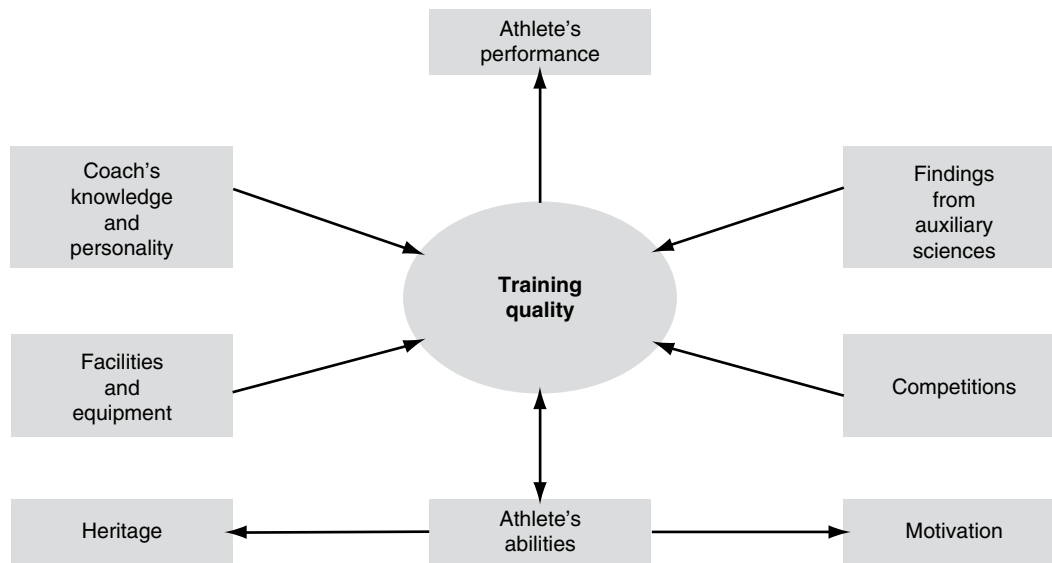 Athlete's
performance
Coach's
knowledge
and
personality
Findings
from
auxiliary
sciences
Training
quality
Facilities
and
equipment
Competitions
Heritage
Athlete's
abilities
Motivation